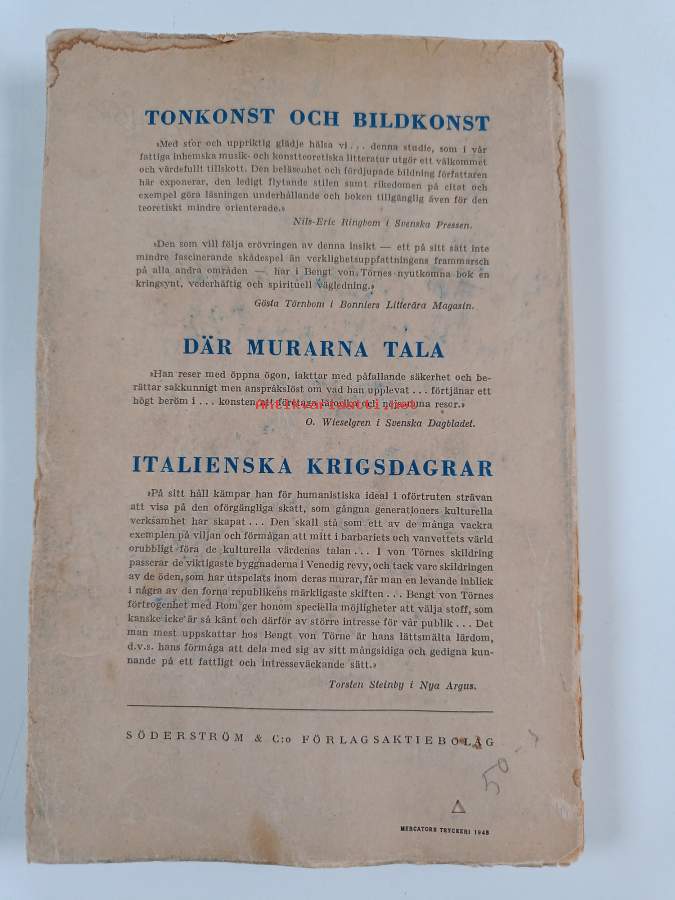 TONKONST OCH BILDKONST
»Med stor och uppriktig glädje hälsa vi... denna studie, som i vår
fattiga inhemska musik- och konstteoretiska litteratur utgör ett välkommet
och värdefullt tillskott. Den beläsenhet och fördjupade bildning författaren
här exponerar, den ledigt flytande stilen samt rikedomen på citat och
exempel göra läsningen underhållande och boken tillgänglig även för den
teoretiskt mindre orienterade.»
Nils-Eric Ringbom i Svenska Pressen.
»Den som vill följa erövringen av denna insikt — ett på sitt sätt inte
mindre fascinerande skådespel än verklighetsuppfattningens frammarsch
på alla andra områden — har i Bengt von Törnes nyutkomna bok en
kringsynt, vederhäftig och spirituell vägledning.»
Gösta Törnbom i Bonniers Litterära Magasin.
DÄR MURARNA TALA
»Han reser med öppna ögon, iakttar med påfallande säkerhet och be-
rättar sakkunnigt men anspråkslöst om vad han upplevat... förtjänar ett
högt beröm i... konsten att företaga lärorika och nöjsamma resor.»
Antikvariaatti.net
O. Wieselgren i Svenska Dagbladet.
ITALIENSKA KRIGSDAGRAR
»På sitt håll kämpar han för humanistiska ideal i oförtruten strävan
att visa på den oförgängliga skatt, som gångna generationers kulturella
verksamhet har skapat... Den skall stå som ett av de många vackra
exemplen på viljan och förmågan att mitt i barbariets och vanvettets värld
orubbligt föra de kulturella värdenas talan... I von Törnes skildring
passerar de viktigaste byggnaderna i Venedig revy, och tack vare skildringen
av de öden, som har utspelats inom deras murar, får man en levande inblick
i några av den forna republikens märkligaste skiften... Bengt von Törnes
förtrogenhet med Rom ger honom speciella möjligheter att välja stoff, som
kanske icke är så känt och därför av större intresse för vår publik... Det
man mest uppskattar hos Bengt von Törne är hans lättsmälta lärdom,
d.v.s. hans förmåga att dela med sig av sitt mångsidiga och gedigna kun-
nande på ett fattligt och intresseväckande sätt.»
Torsten Steinby i Nya Argus.
SÖDERSTRÖM & C:o FÖRLAGSAKTIEBOLAG
50-
MERCATORS TRYCKERI 1948